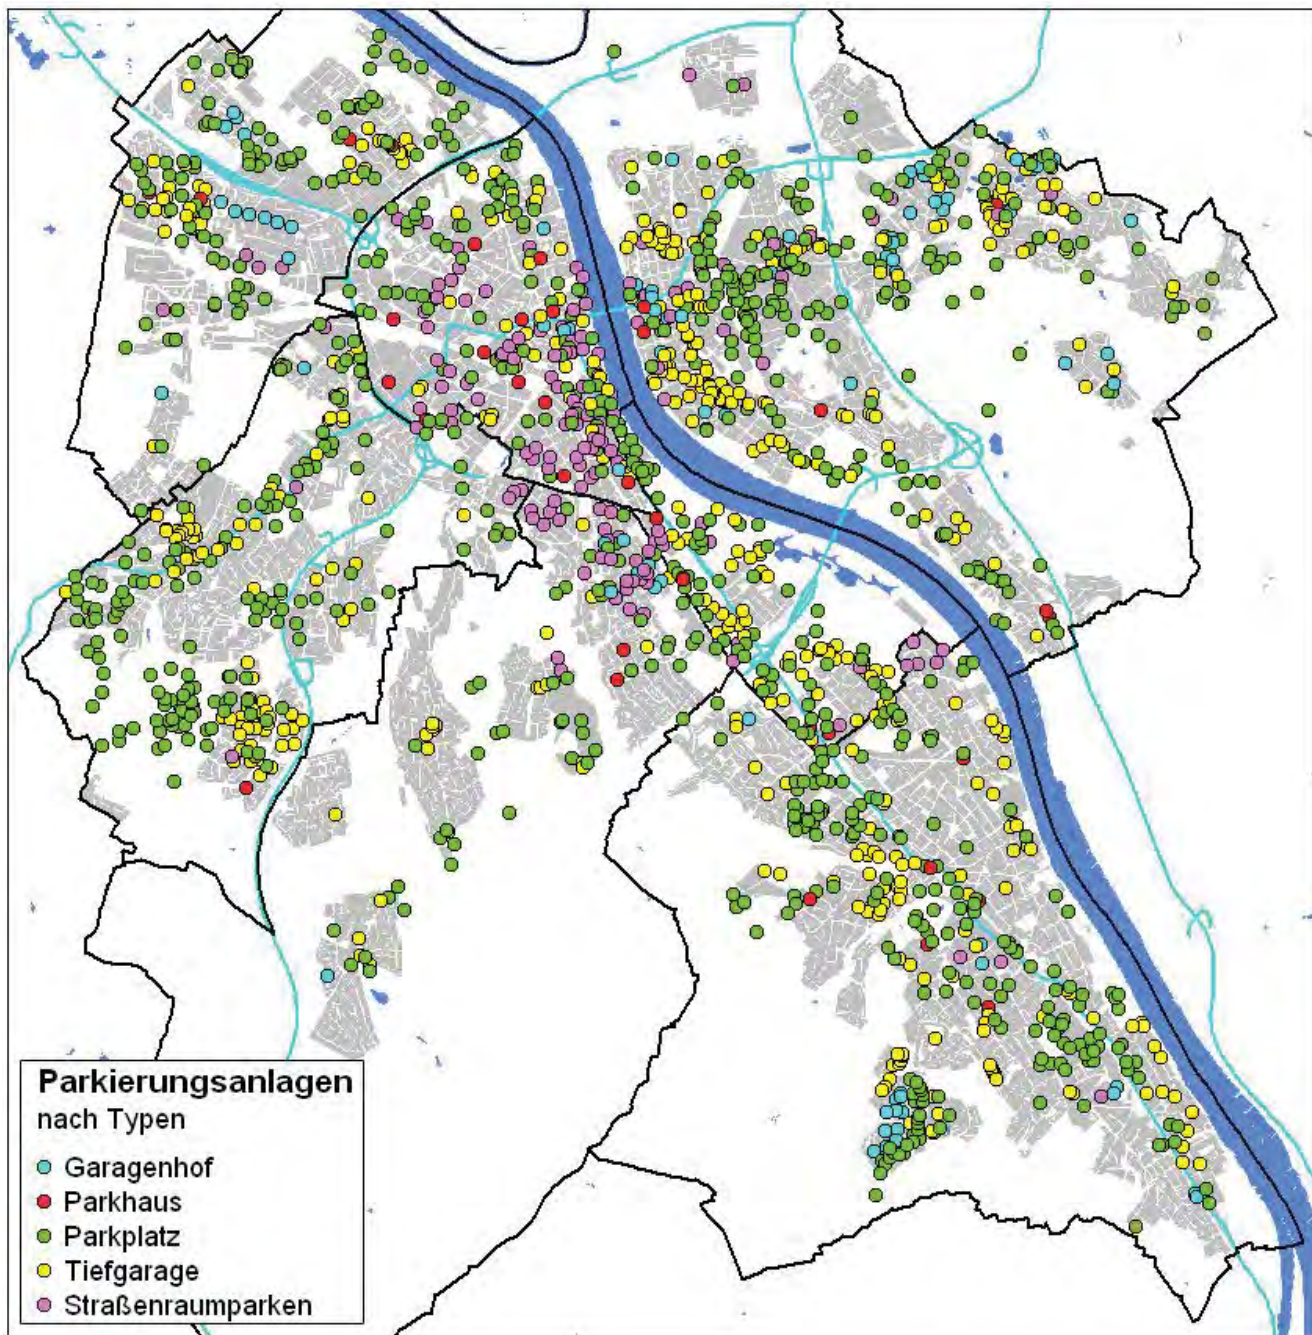 Parkierungsanlagen
nach Typen
Garagenhof
Parkhaus
Parkplatz
Tiefgarage
Straßenraumparken